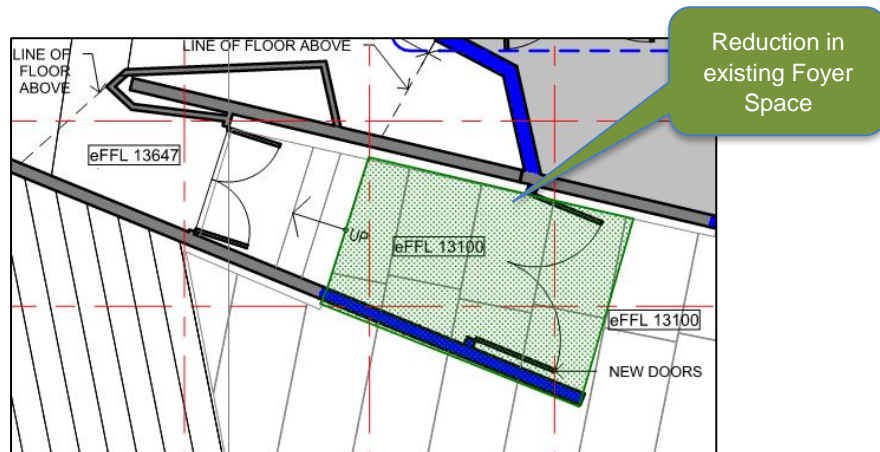 Reduction in
existing Foyer
Space
LINE OF
FLOOR
ABOVE
LINE OF FLOOR ABOVE
eFFL 13647
UP
eFFL 13100
eFFL 13100
NEW DOORS